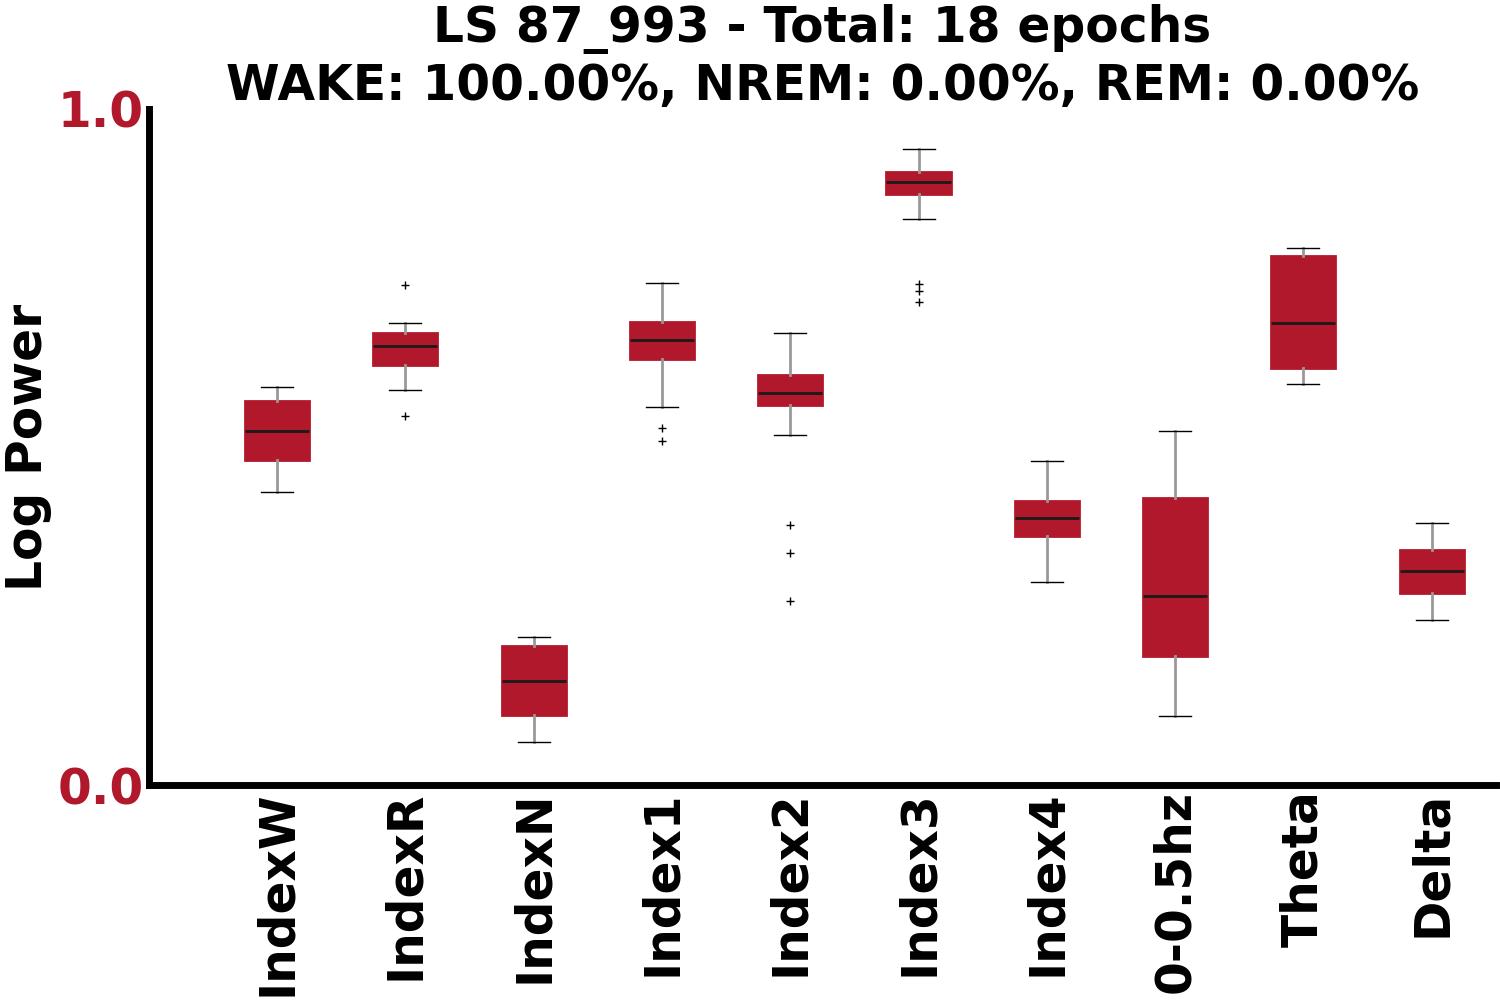 LS 87_993 - Total: 18 epochs
WAKE: 100.00%, NREM: 0.00%, REM: 0.00%
1.0
Log Power
0.0
IndexW
IndexR
IndexN
Index1
Index2
Index3
Index4
0-0.5hz
Theta
Delta